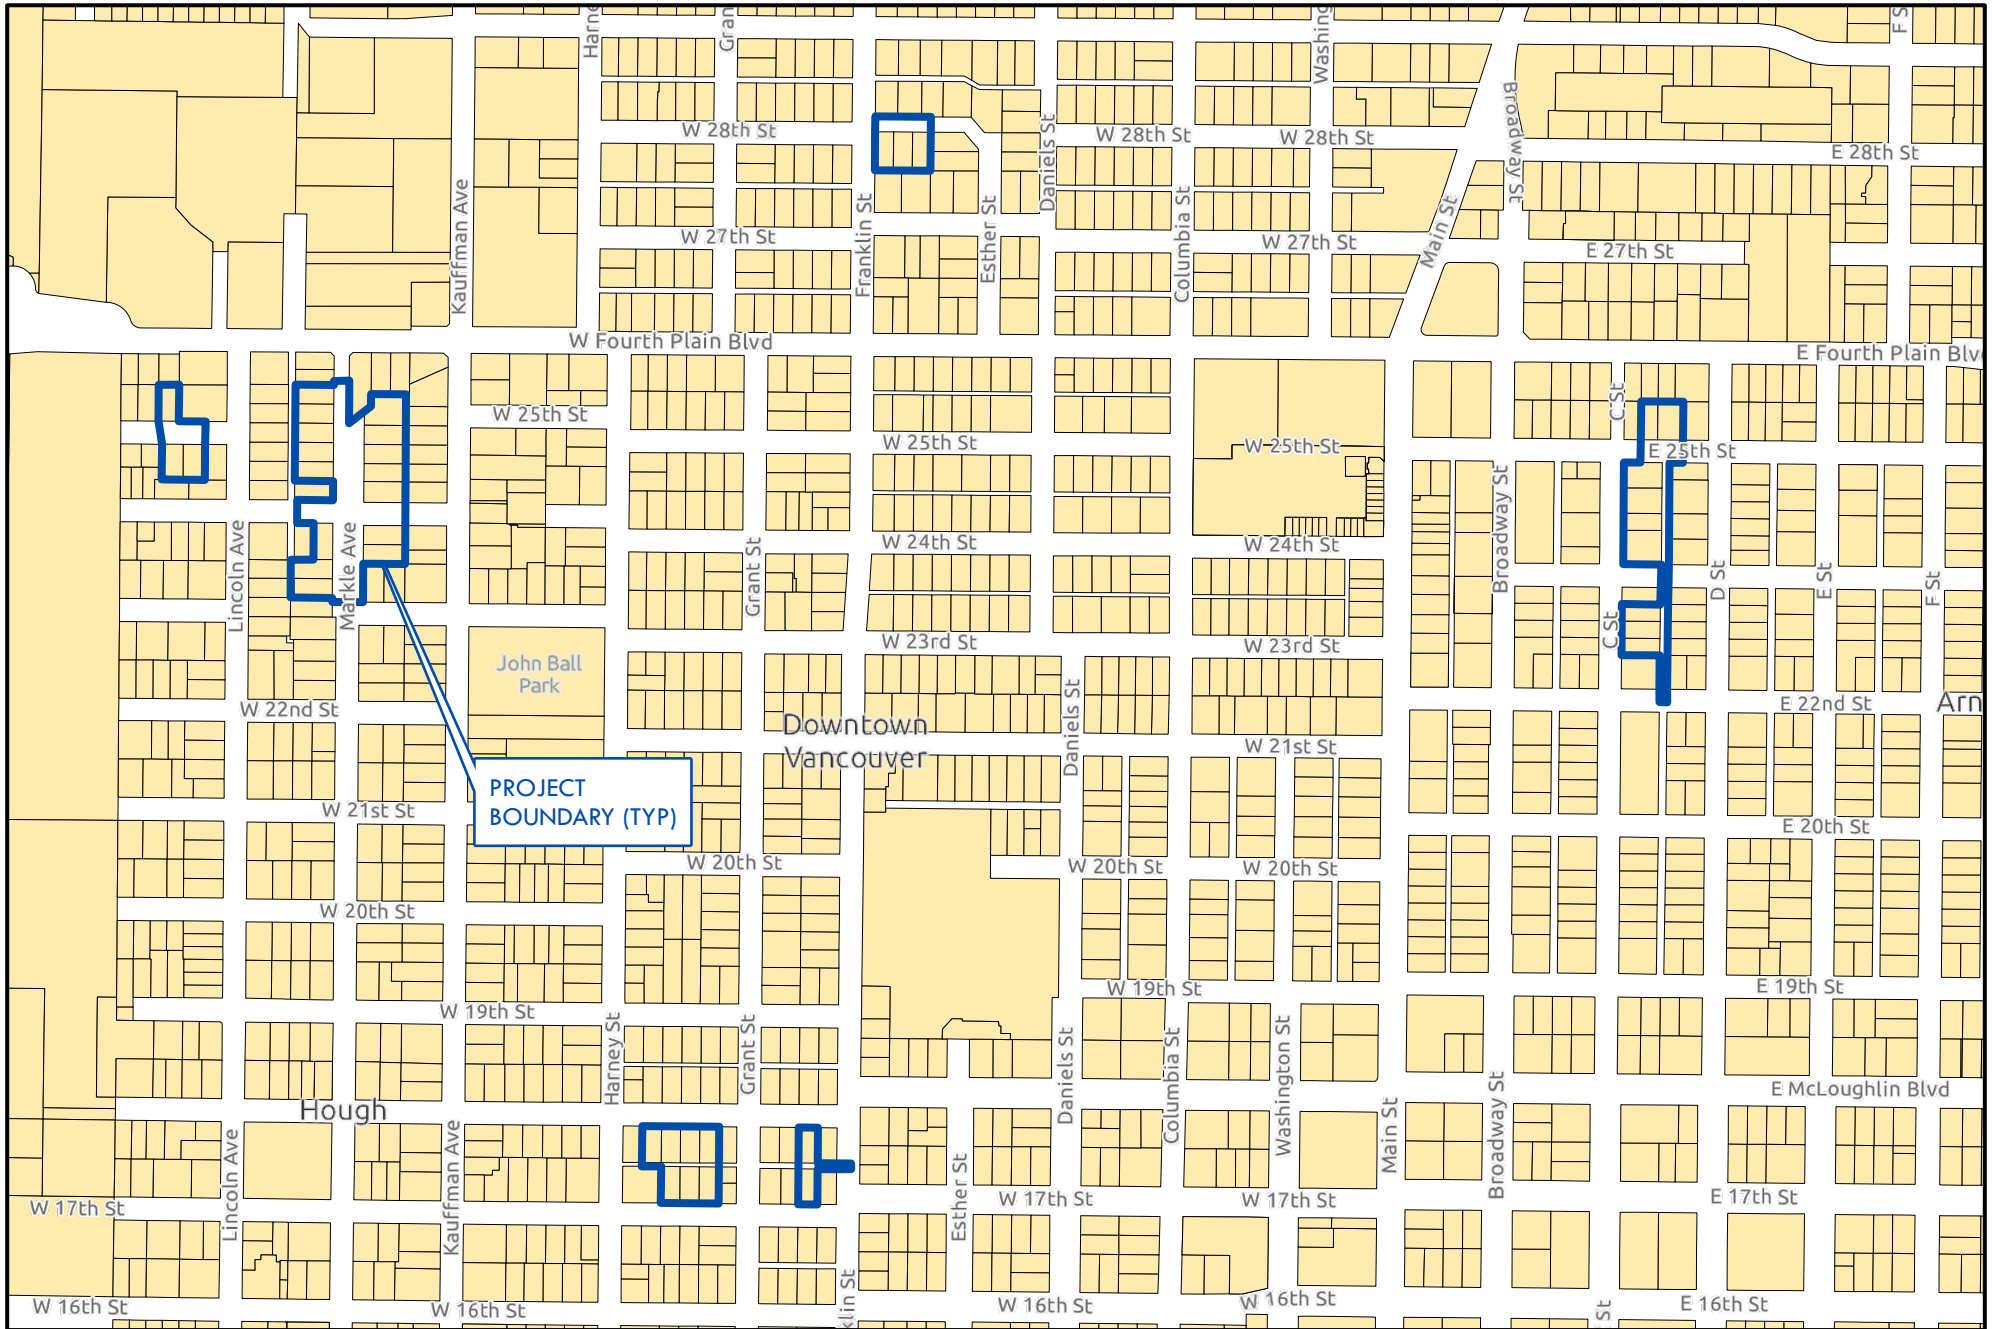 Harne
Gran
Washing
F S
W 28th St
W 28th St
W 28th St
E 28th St
Broadway St
Daniels St
Kauffman Ave
Franklin St
Esther St
Columbia St
Main St
W 27th St
W 27th St
E 27th St
W Fourth Plain Blvd
E Fourth Plain Blv
W 25th St
W 25th St
W 25th St
E 25th St
C St
Broadway St
W 24th St
W 24th St
Lincoln Ave
Markle Ave
Grant St
D St
E St
F St
C St
W 23rd St
W 23rd St
John Ball
Park
W 22nd St
E 22nd St
Arn
Downtown
Vancouver
Daniels St
W 21st St
PROJECT
BOUNDARY (TYP)
W 21st St
E 20th St
W 20th St
W 20th St
W 20th St
W 20th St
W 19th St
E 19th St
W 19th St
Harney St
Grant St
Daniels St
Columbia St
Washington St
Main St
Broadway St
E McLoughlin Blvd
Hough
Lincoln Ave
Kauffman Ave
Esther St
W 17th St
W 17th St
W 17th St
E 17th St
klin St
W 16th St
W 16th St
W 16th St
W 16th St
E 16th St
St